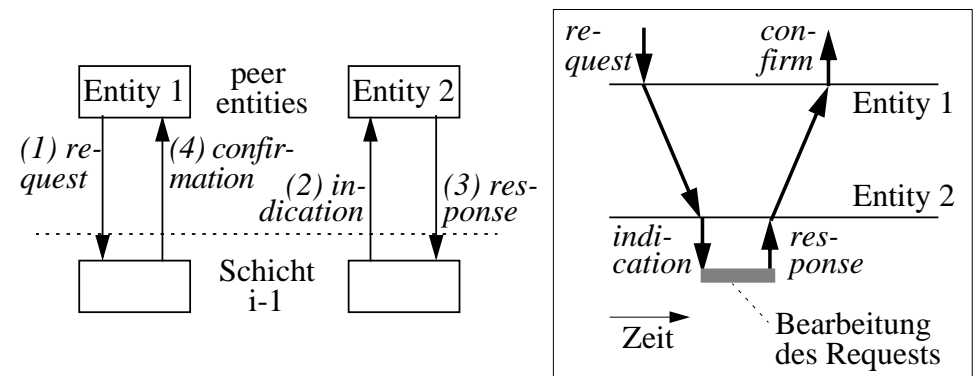 Entity 1
peer
entities
Entity 2
(1) re-
quest
(4) confir-
mation
(2) in-
dication
(3) res-
ponse
Schicht
i-1
re-
quest
con-
firm
Entity 1
Entity 2
indi-
cation
res-
ponse
Zeit
Bearbeitung
des Requests